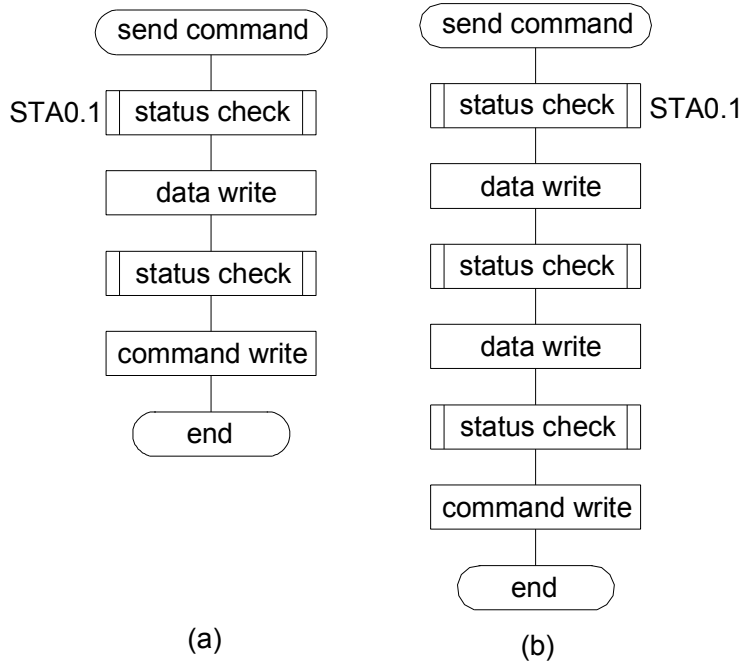 send command
STA0.1
status check
data write
status check
command write
end
(a)
send command
status check
STA0.1
data write
status check
data write
status check
command write
end
(b)